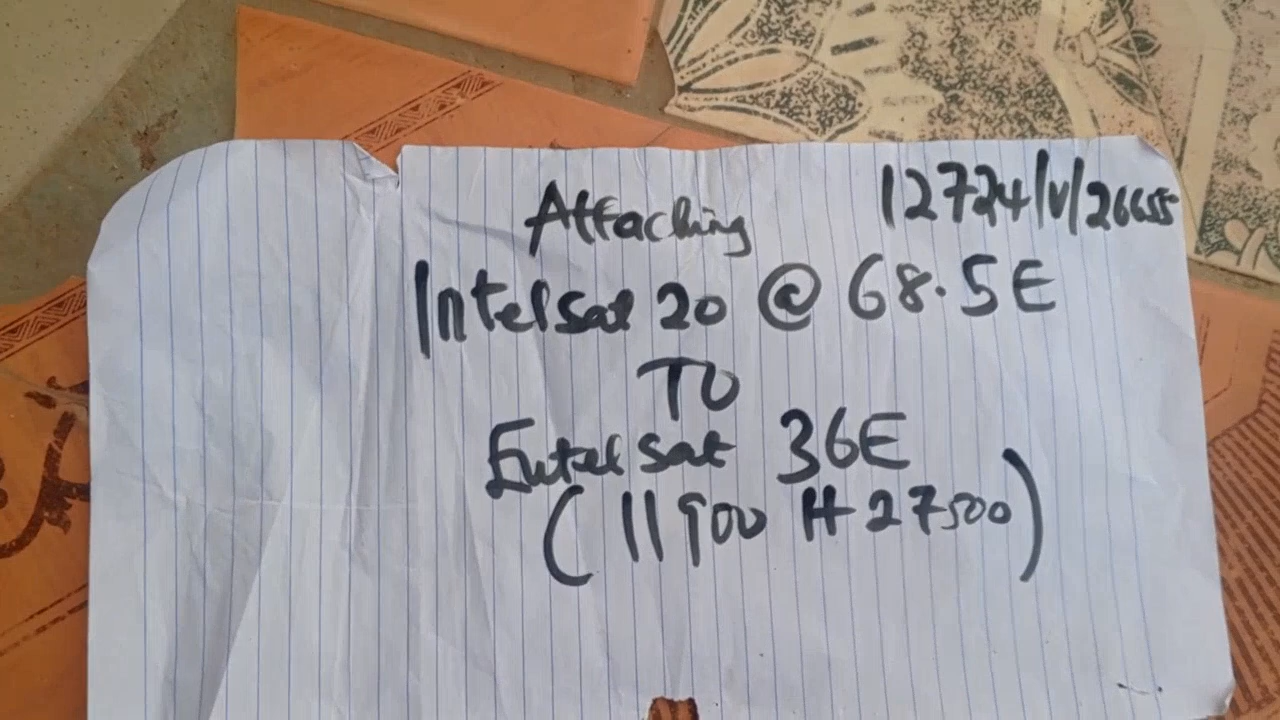 Attaching 12724/V/26655
Intelsat 20 @ 68.5E
TO
Eutelsat 36E
(11900 H 27500)